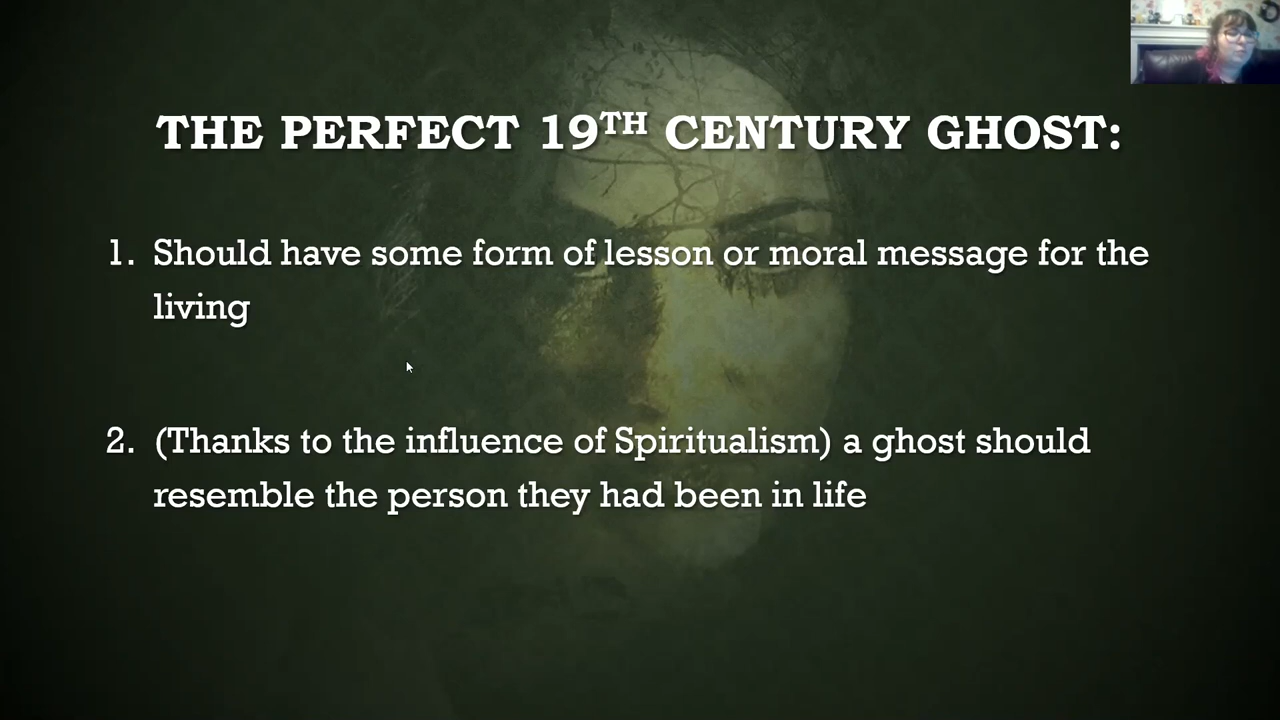 THE PERFECT 19TH CENTURY GHOST:
1. Should have some form of lesson or moral message for the
living
2. (Thanks to the influence of Spiritualism) a ghost should
resemble the person they had been in life